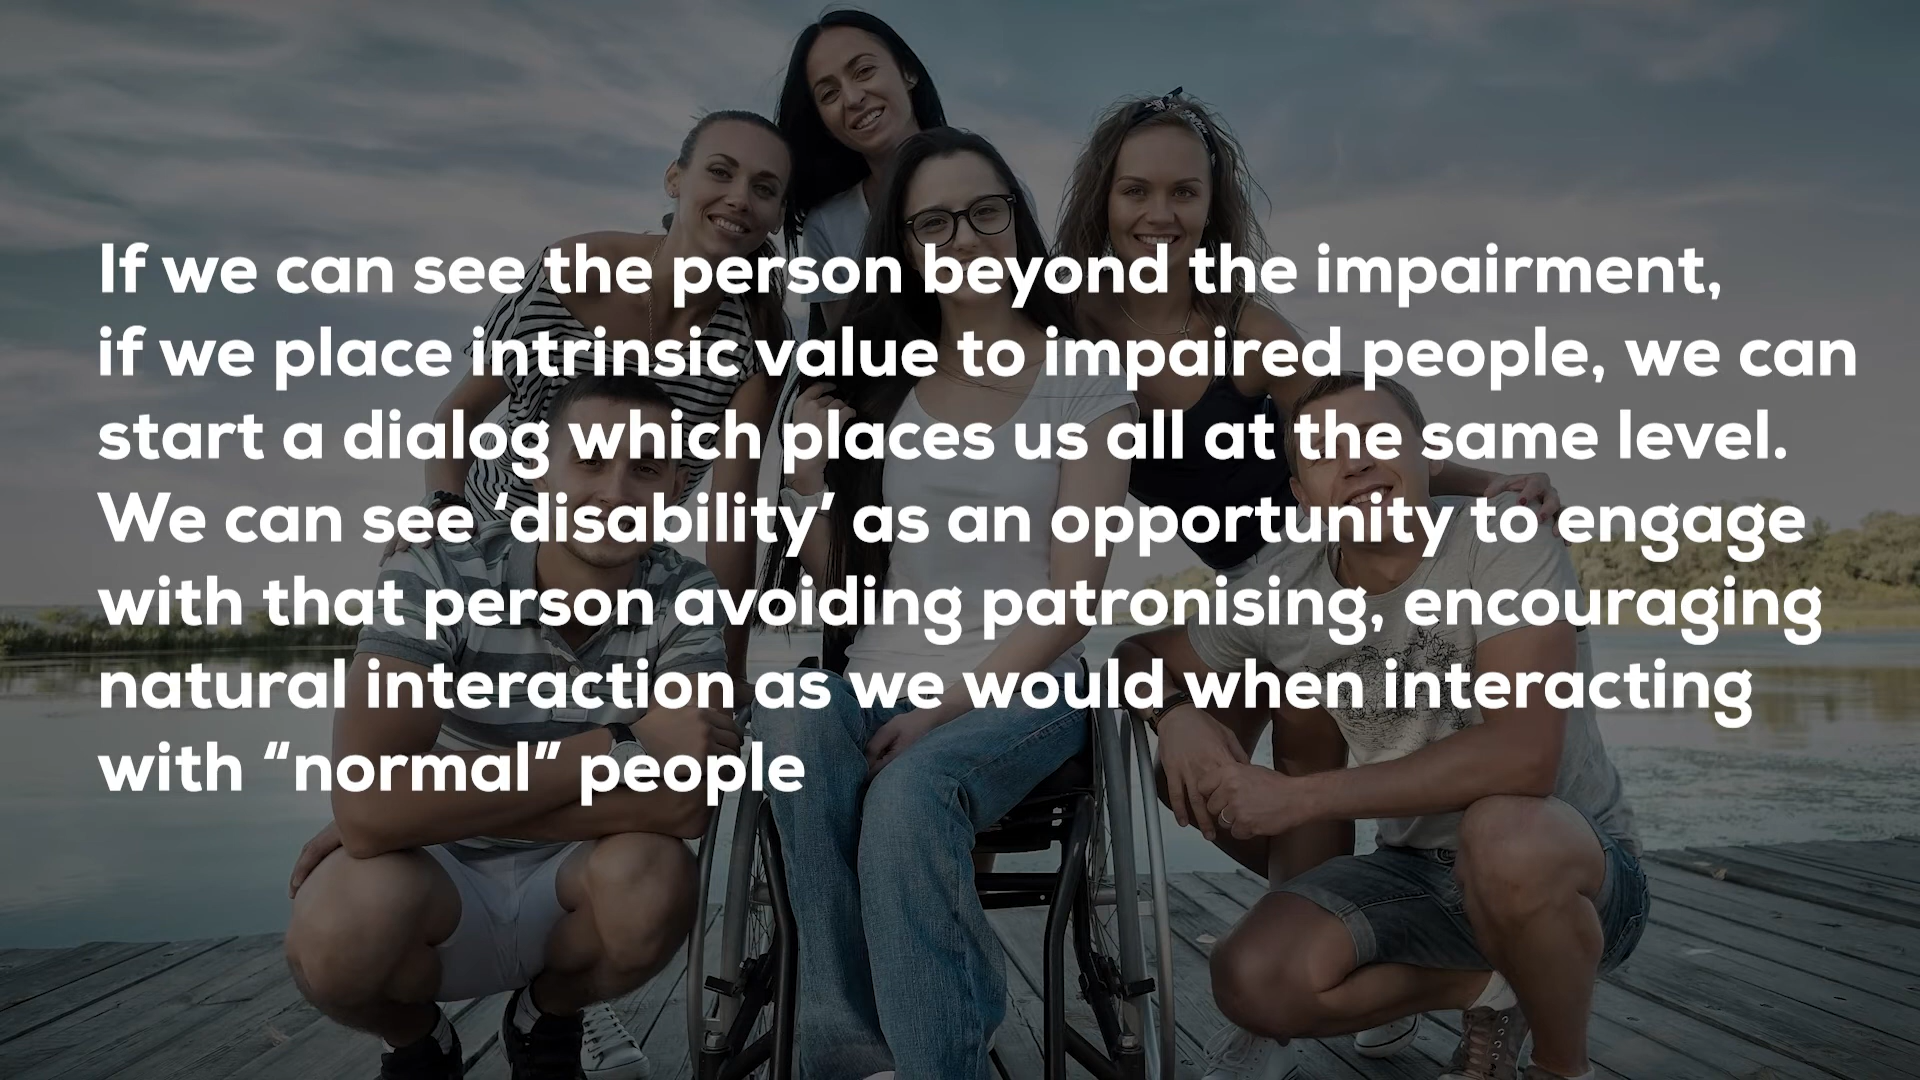 If we can see the person beyond the impairment,
if we place intrinsic value to impaired people, we can
start a dialog which places us all at the same level.
We can see ‘disability’ as an opportunity to engage
with that person avoiding patronising, encouraging
natural interaction as we would when interacting
with “normal” people